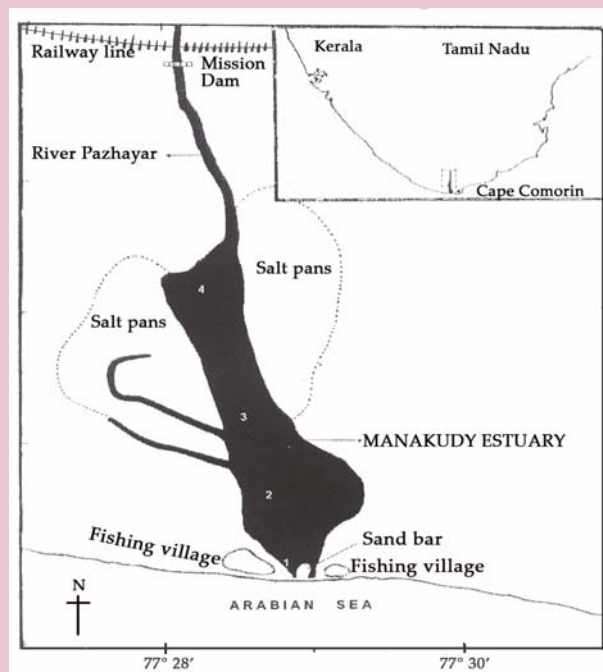 Kerala
Tamil Nadu
Railway line
Mission
Dam
River Pazhayar
Cape Comorin
Salt pans
4
Salt pans
3
MANAKUDY ESTUARY
2
Sand bar
Fishing village
1
Fishing village
N
ARABIAN SEA
77° 28'
77° 30'